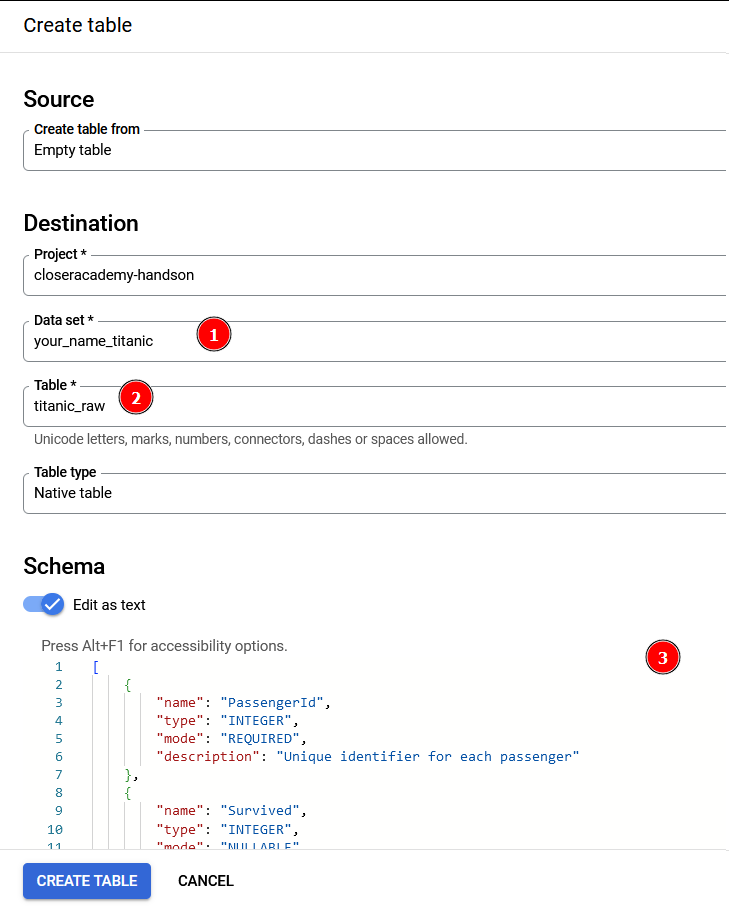 Create table
Source
Create table from
Empty table
Destination
Project *
closeracademy-handson
Data set *
your_name_titanic
1
Table *
titanic_raw
2
Unicode letters, marks, numbers, connectors, dashes or spaces allowed.
Table type
Native table
Schema
Edit as text
Press Alt+F1 for accessibility options.
3
1 [
2 {
3 "name": "PassengerId",
4 "type": "INTEGER",
5 "mode": "REQUIRED",
6 "description": "Unique identifier for each passenger"
7 },
8 {
9 "name": "Survived",
10 "type": "INTEGER",
11 "mode": "NULLABLE"
CREATE TABLE CANCEL